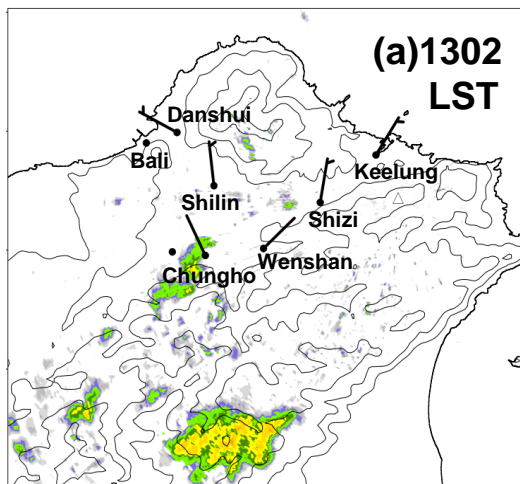 (a)1302
LST
Danshui
Bali
Keelung
Shilin
Shizi
Wenshan
Chungho